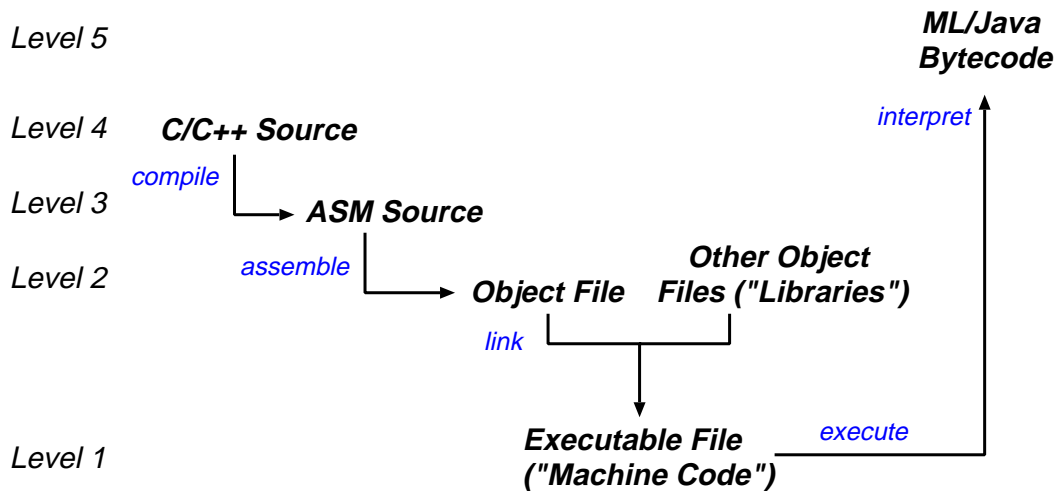 Level 5
ML/Java
Bytecode
Level 4
C/C++ Source
interpret
compile
Level 3
ASM Source
Level 2
assemble
Other Object
Object File
Files ("Libraries")
link
Executable File
execute
Level 1
("Machine Code")